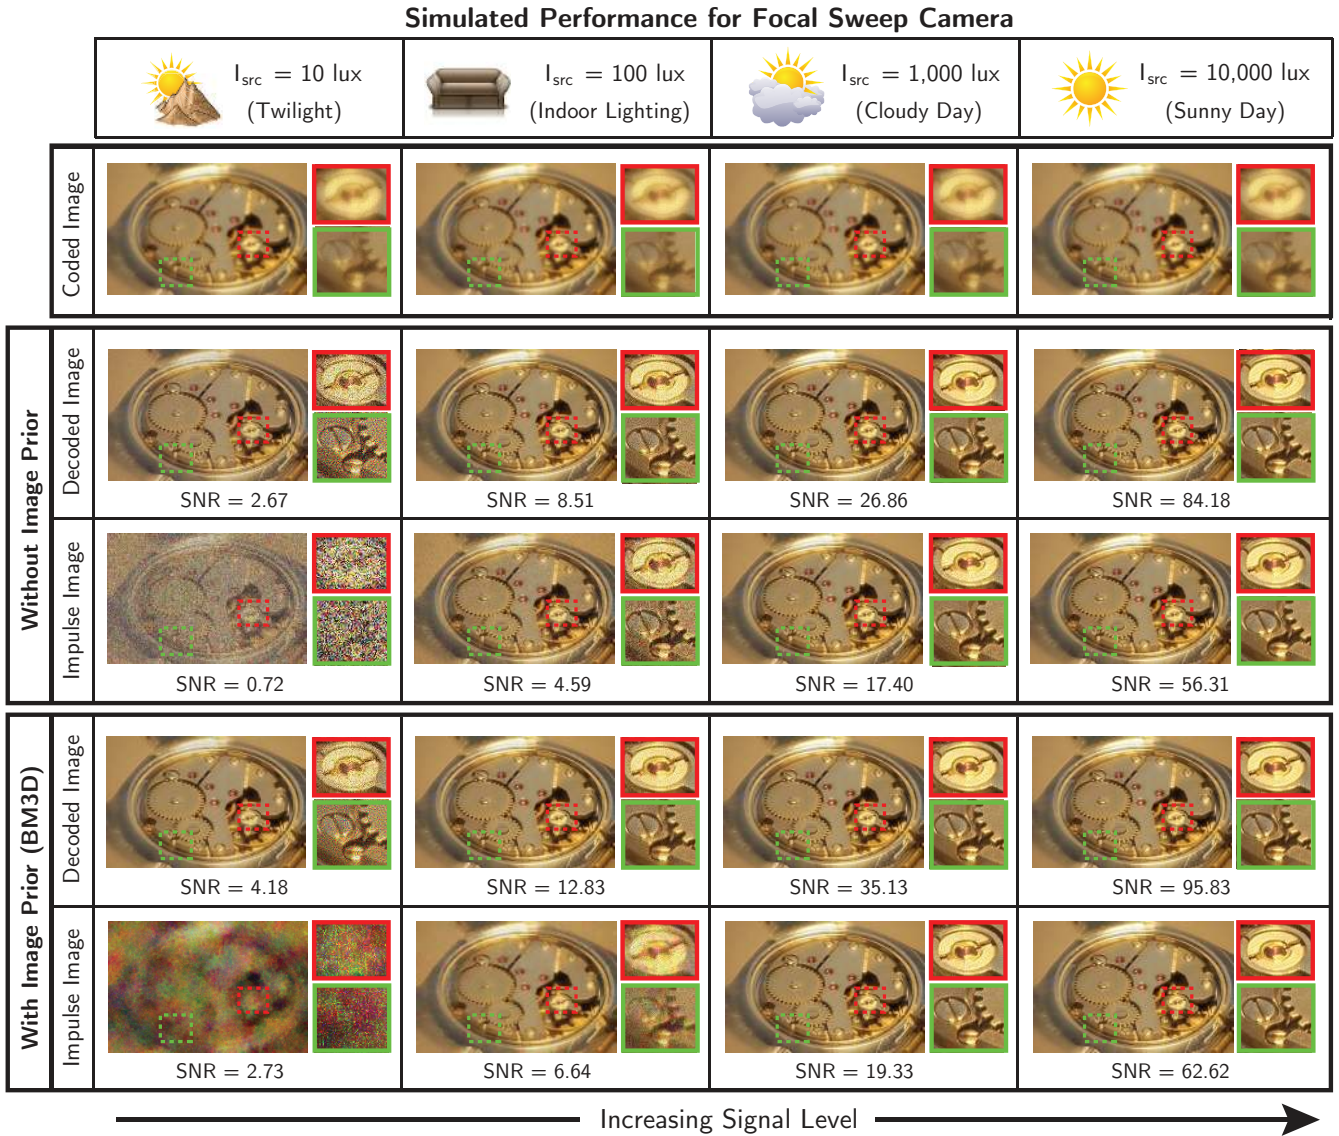 Simulated Performance for Focal Sweep Camera
I_src = 10 lux
(Twilight)
I_src = 100 lux
(Indoor Lighting)
I_src = 1,000 lux
(Cloudy Day)
I_src = 10,000 lux
(Sunny Day)
Coded Image
Without Image Prior
Decoded Image
SNR = 2.67
SNR = 8.51
SNR = 26.86
SNR = 84.18
Impulse Image
SNR = 0.72
SNR = 4.59
SNR = 17.40
SNR = 56.31
With Image Prior (BM3D)
Decoded Image
SNR = 4.18
SNR = 12.83
SNR = 35.13
SNR = 95.83
Impulse Image
SNR = 2.73
SNR = 6.64
SNR = 19.33
SNR = 62.62
Increasing Signal Level